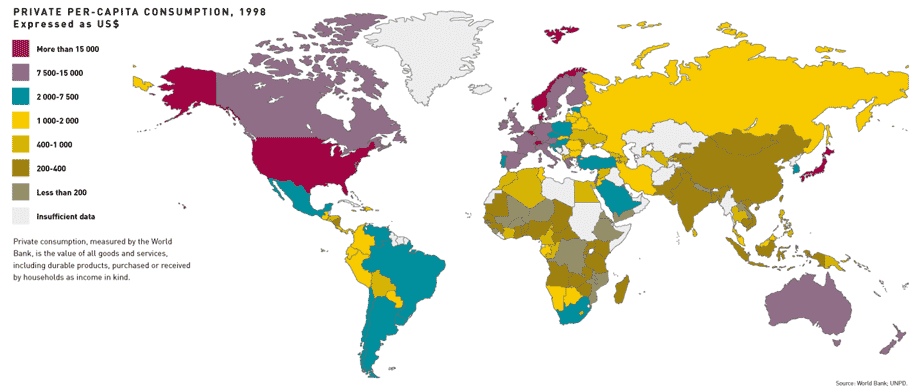 PRIVATE PER-CAPITA CONSUMPTION, 1998
Expressed as US$
More than 15 000
7 500-15 000
2 000-7 500
1 000-2 000
400-1 000
200-400
Less than 200
Insufficient data
Private consumption, measured by the World
Bank, is the value of all goods and services,
including durable products, purchased or received
by households as income in kind.
Source: World Bank; UNPD.